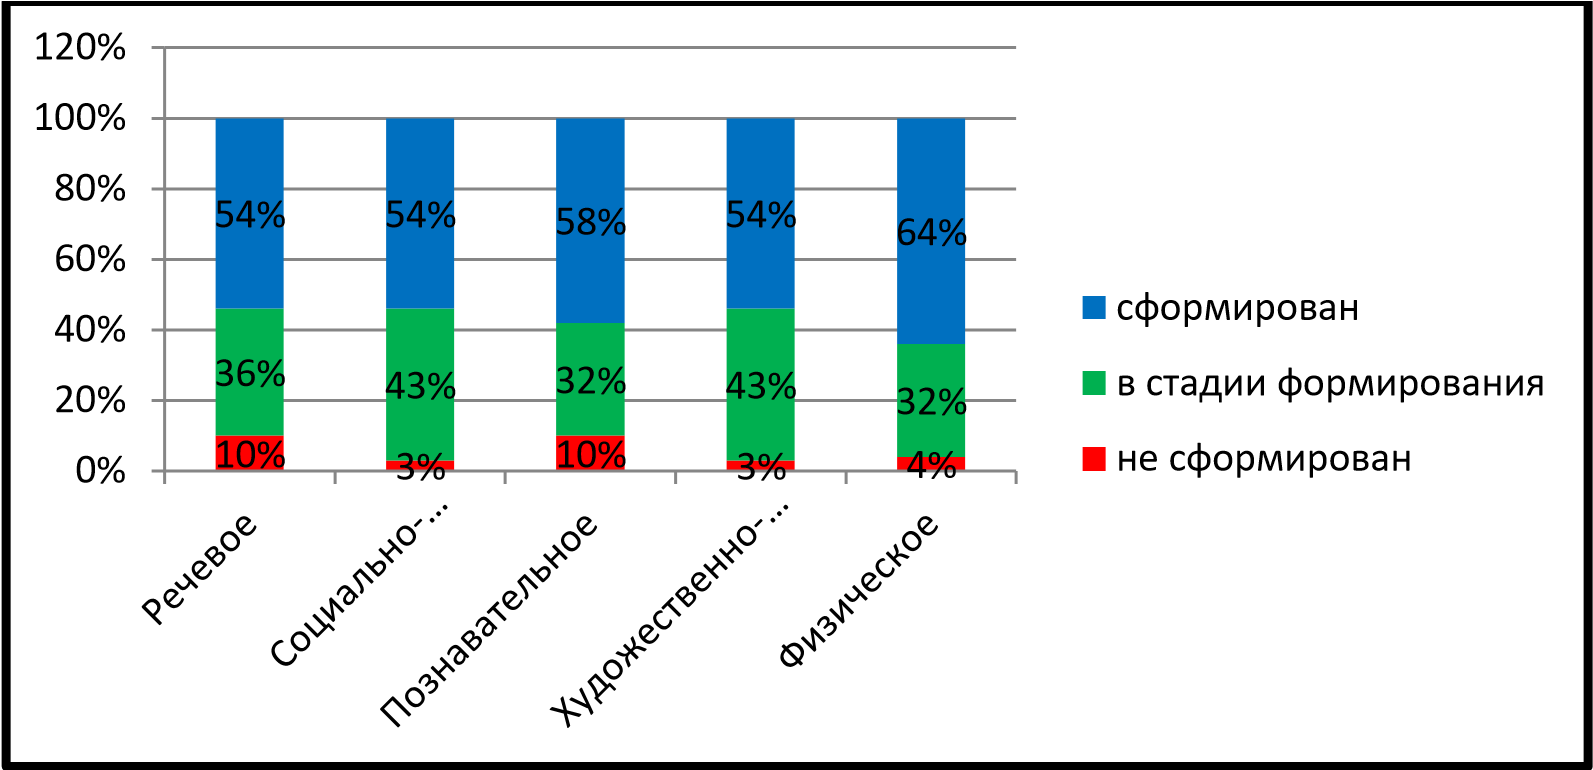 120%
100%
80%
60%
40%
20%
0%
54%
54%
58%
54%
64%
36%
43%
32%
43%
32%
10%
3%
10%
3%
4%
Речевое
Социально-...
Познавательное
Художественно-...
Физическое
сформирован
в стадии формирования
не сформирован